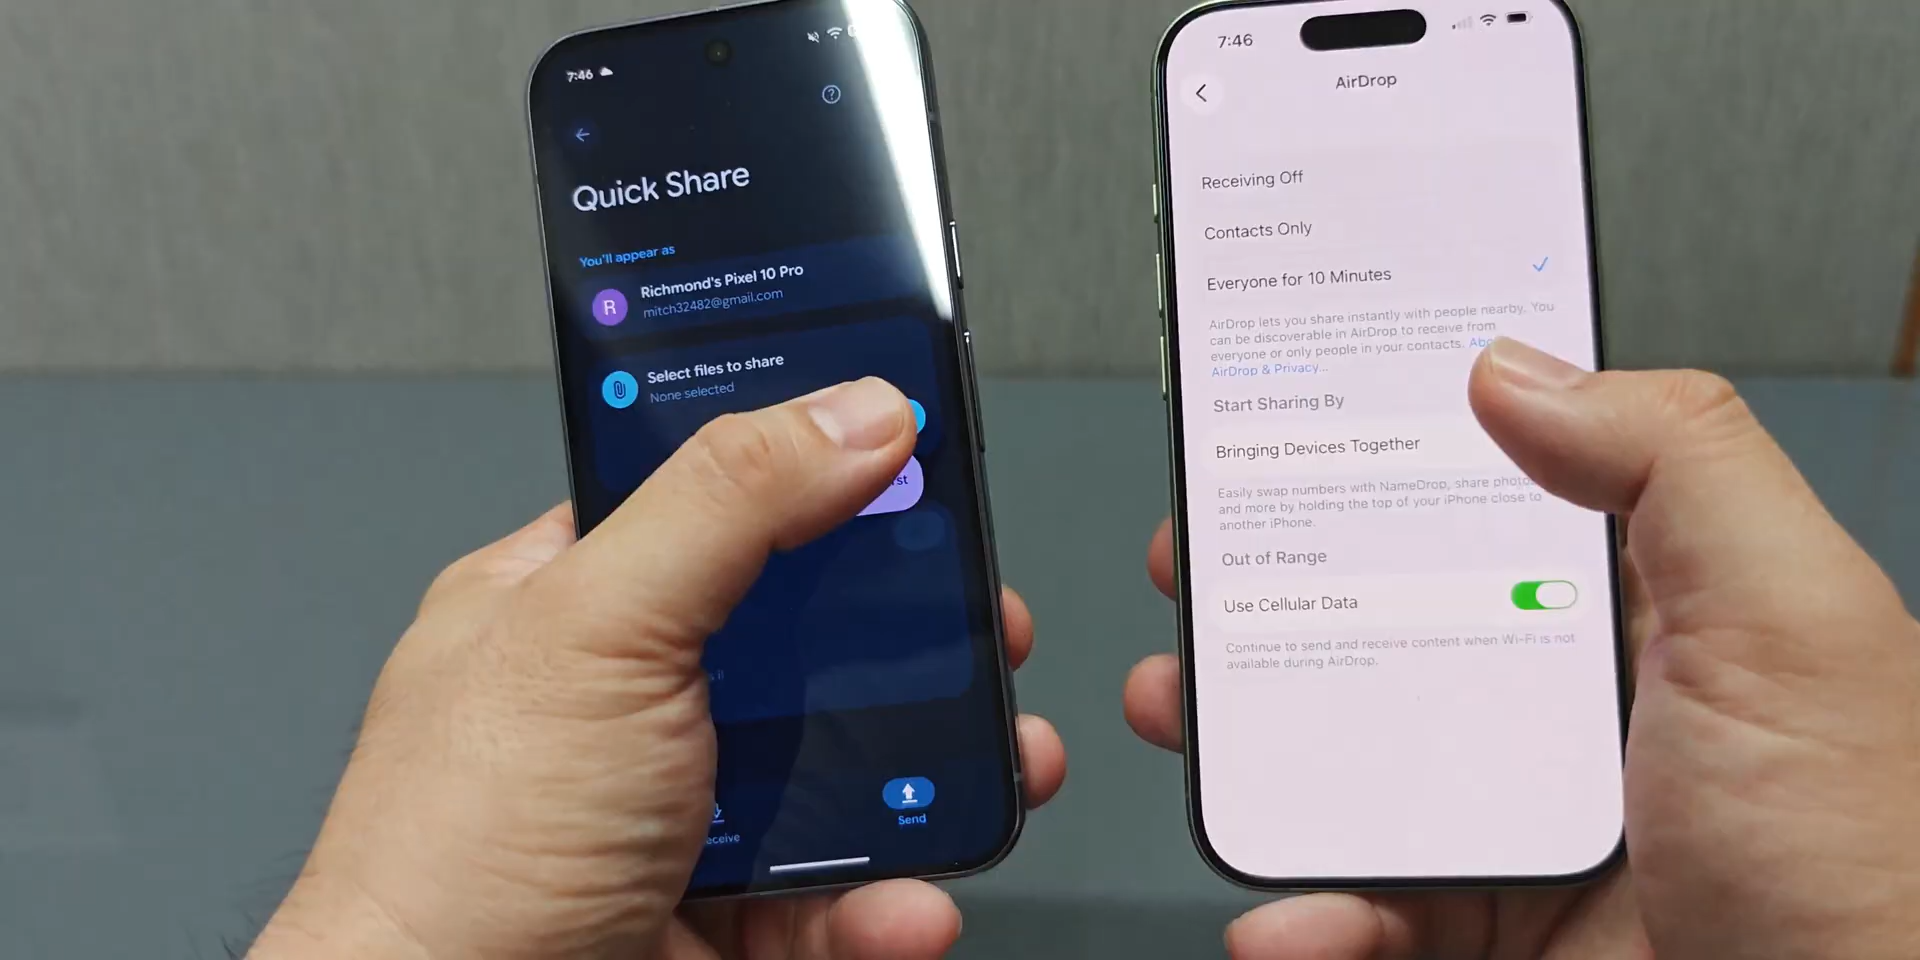 7:46
Quick Share
You'll appear as
R
Richmond's Pixel 10 Pro
mitch32482@gmail.com
Select files to share
None selected
Send
7:46
AirDrop
Receiving Off
Contacts Only
Everyone for 10 Minutes
AirDrop lets you share instantly with people nearby. You
can be discoverable in AirDrop to receive from
everyone or only people in your contacts.
AirDrop & Privacy...
Start Sharing By
Bringing Devices Together
Easily swap numbers with NameDrop, share photos
and more by holding the top of your iPhone close to
another iPhone.
Out of Range
Use Cellular Data
Continue to send and receive content when Wi-Fi is not
available during AirDrop.